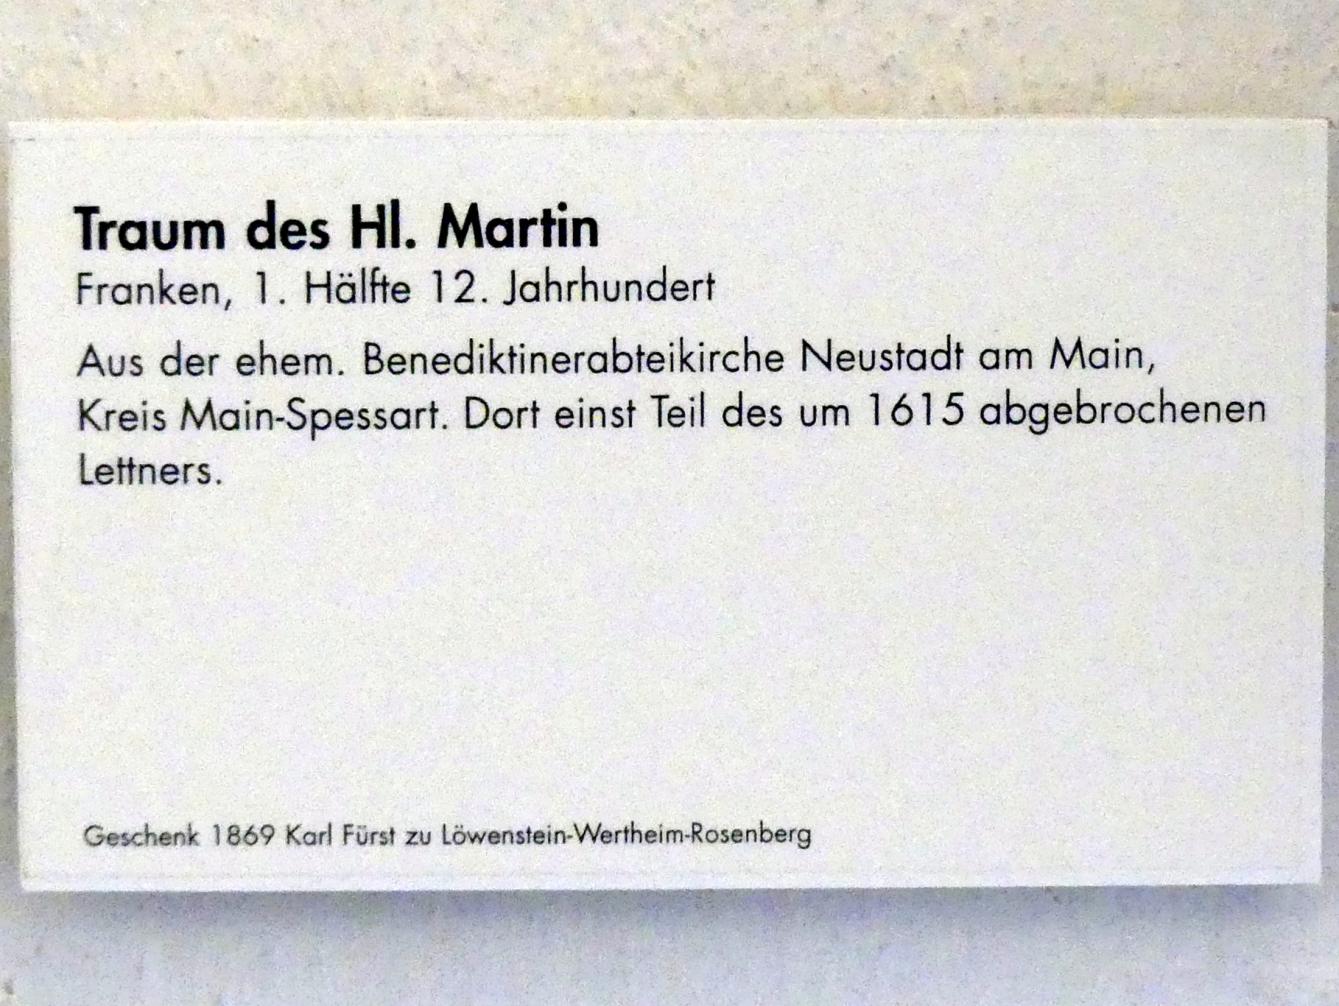 Traum des Hl. Martin
Franken, 1. Hälfte 12. Jahrhundert
Aus der ehem. Benediktinerabteikirche Neustadt am Main,
Kreis Main-Spessart. Dort einst Teil des um 1615 abgebrochenen
Lettners.
Geschenk 1869 Karl Fürst zu Löwenstein-Wertheim-Rosenberg